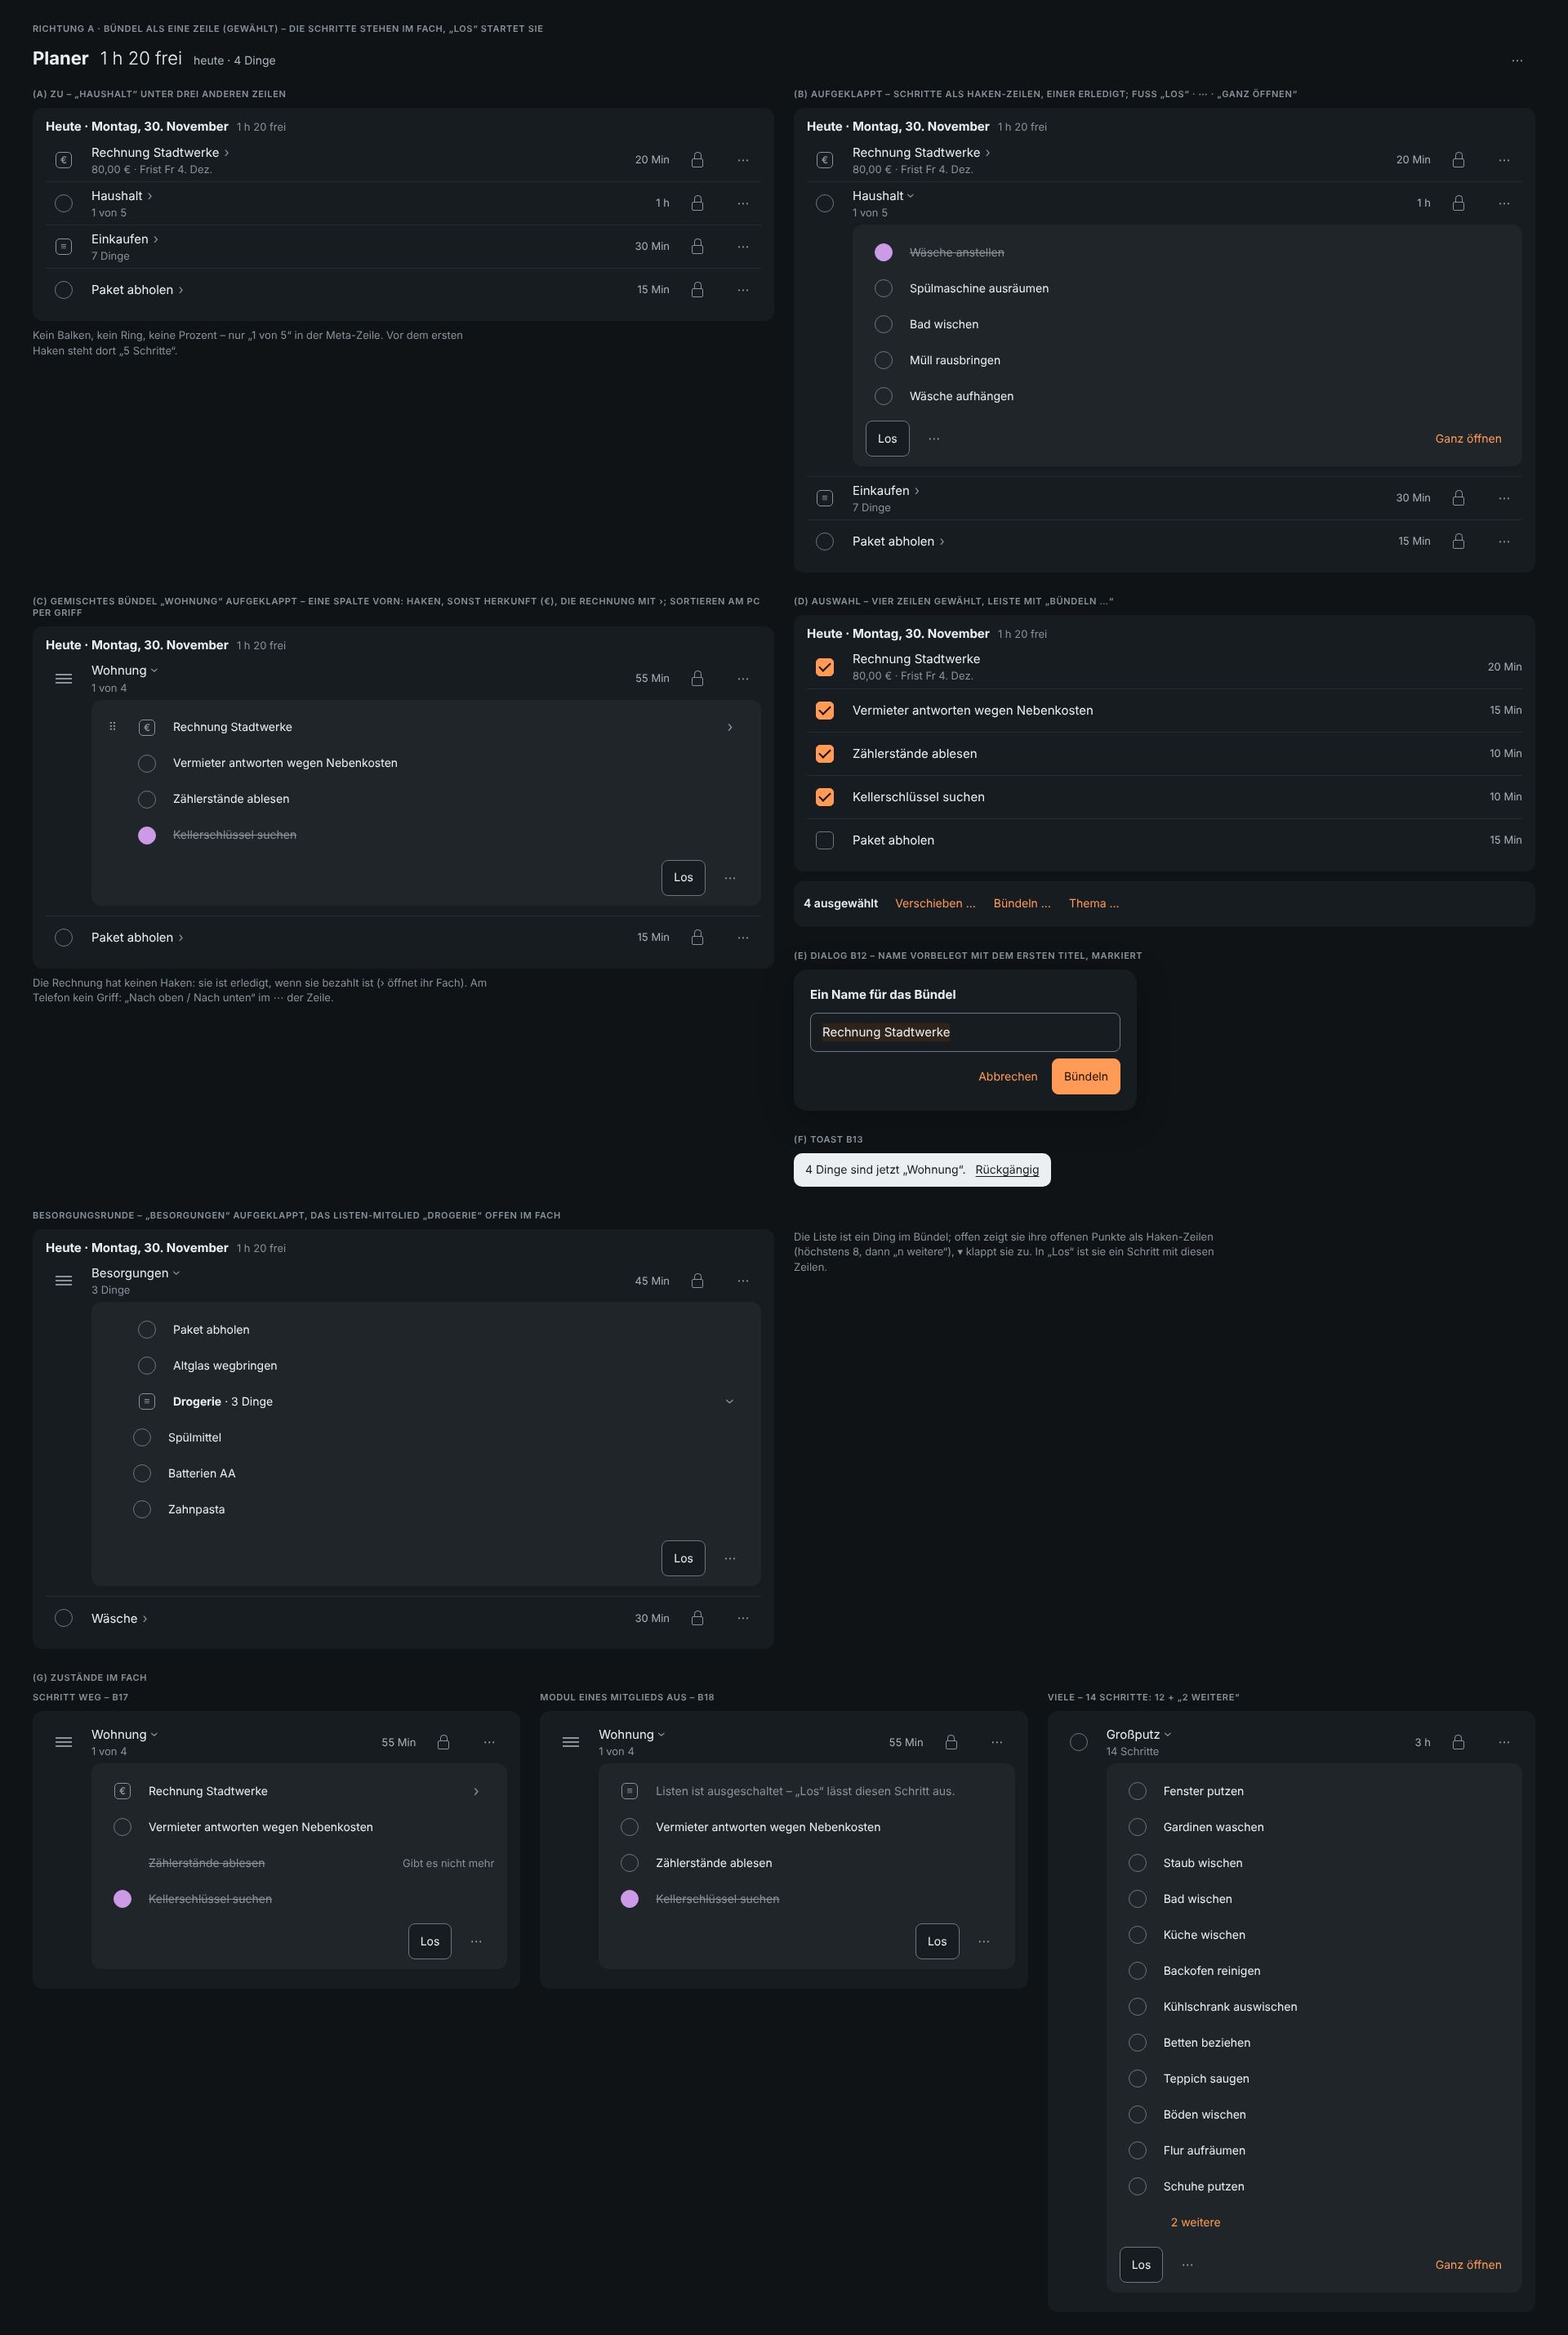 RICHTUNG A · BÜNDEL ALS EINE ZEILE (GEWÄHLT) – DIE SCHRITTE STEHEN IM FACH, „LOS“ STARTET SIE
Planer 1 h 20 frei heute · 4 Dinge ···
(A) ZU – „HAUSHALT“ UNTER DREI ANDEREN ZEILEN
Heute · Montag, 30. November 1 h 20 frei
€ Rechnung Stadtwerke › 20 Min ···
80,00 € · Frist Fr 4. Dez.
Haushalt › 1 h ···
1 von 5
Einkaufen › 30 Min ···
7 Dinge
Paket abholen › 15 Min ···
Kein Balken, kein Ring, keine Prozent – nur „1 von 5“ in der Meta-Zeile. Vor dem ersten
Haken steht dort „5 Schritte“.
(B) AUFGEKLAPPT – SCHRITTE ALS HAKEN-ZEILEN, EINER ERLEDIGT; FUSS „LOS“ · ··· · „GANZ ÖFFNEN“
Heute · Montag, 30. November 1 h 20 frei
€ Rechnung Stadtwerke › 20 Min ···
80,00 € · Frist Fr 4. Dez.
Haushalt 1 h ···
1 von 5
Wäsche anstellen
Spülmaschine ausräumen
Bad wischen
Müll rausbringen
Wäsche aufhängen
Los ··· Ganz öffnen
Einkaufen › 30 Min ···
7 Dinge
Paket abholen › 15 Min ···
(C) GEMISCHTES BÜNDEL „WOHNUNG“ AUFGEKLAPPT – EINE SPALTE VORN: HAKEN, SONST HERKUNFT (€), DIE RECHNUNG MIT ›; SORTIEREN AM PC
PER GRIFF
Heute · Montag, 30. November 1 h 20 frei
Wohnung 55 Min ···
1 von 4
€ Rechnung Stadtwerke ›
Vermieter antworten wegen Nebenkosten
Zählerstände ablesen
Kellerschlüssel suchen
Los ···
Paket abholen › 15 Min ···
Die Rechnung hat keinen Haken: sie ist erledigt, wenn sie bezahlt ist (› öffnet ihr Fach). Am
Telefon kein Griff: „Nach oben / Nach unten“ im ··· der Zeile.
(D) AUSWAHL – VIER ZEILEN GEWÄHLT, LEISTE MIT „BÜNDELN …“
Heute · Montag, 30. November 1 h 20 frei
Rechnung Stadtwerke 20 Min
80,00 € · Frist Fr 4. Dez.
Vermieter antworten wegen Nebenkosten 15 Min
Zählerstände ablesen 10 Min
Kellerschlüssel suchen 10 Min
Paket abholen 15 Min
4 ausgewählt Verschieben … Bündeln … Thema …
(E) DIALOG B12 – NAME VORBELEGT MIT DEM ERSTEN TITEL, MARKIERT
Ein Name für das Bündel
Rechnung Stadtwerke
Abbrechen Bündeln
(F) TOAST B13
4 Dinge sind jetzt „Wohnung“. Rückgängig
BESORGUNGSRUNDE – „BESORGUNGEN“ AUFGEKLAPPT, DAS LISTEN-MITGLIED „DROGERIE“ OFFEN IM FACH
Heute · Montag, 30. November 1 h 20 frei
Besorgungen 45 Min ···
3 Dinge
Paket abholen
Altglas wegbringen
Drogerie · 3 Dinge
Spülmittel
Batterien AA
Zahnpasta
Los ···
Wäsche › 30 Min ···
Die Liste ist ein Ding im Bündel; offen zeigt sie ihre offenen Punkte als Haken-Zeilen
(höchstens 8, dann „n weitere“), ▾ klappt sie zu. In „Los“ ist sie ein Schritt mit diesen
Zeilen.
(G) ZUSTÄNDE IM FACH
SCHRITT WEG – B17
Wohnung 55 Min ···
1 von 4
€ Rechnung Stadtwerke ›
Vermieter antworten wegen Nebenkosten
Zählerstände ablesen Gibt es nicht mehr
Kellerschlüssel suchen
Los ···
MODUL EINES MITGLIEDS AUS – B18
Wohnung 55 Min ···
1 von 4
Listen ist ausgeschaltet – „Los“ lässt diesen Schritt aus.
Vermieter antworten wegen Nebenkosten
Zählerstände ablesen
Kellerschlüssel suchen
Los ···
VIELE – 14 SCHRITTE: 12 + „2 WEITERE“
Großputz 3 h ···
14 Schritte
Fenster putzen
Gardinen waschen
Staub wischen
Bad wischen
Küche wischen
Backofen reinigen
Kühlschrank auswischen
Betten beziehen
Teppich saugen
Böden wischen
Flur aufräumen
Schuhe putzen
2 weitere
Los ··· Ganz öffnen